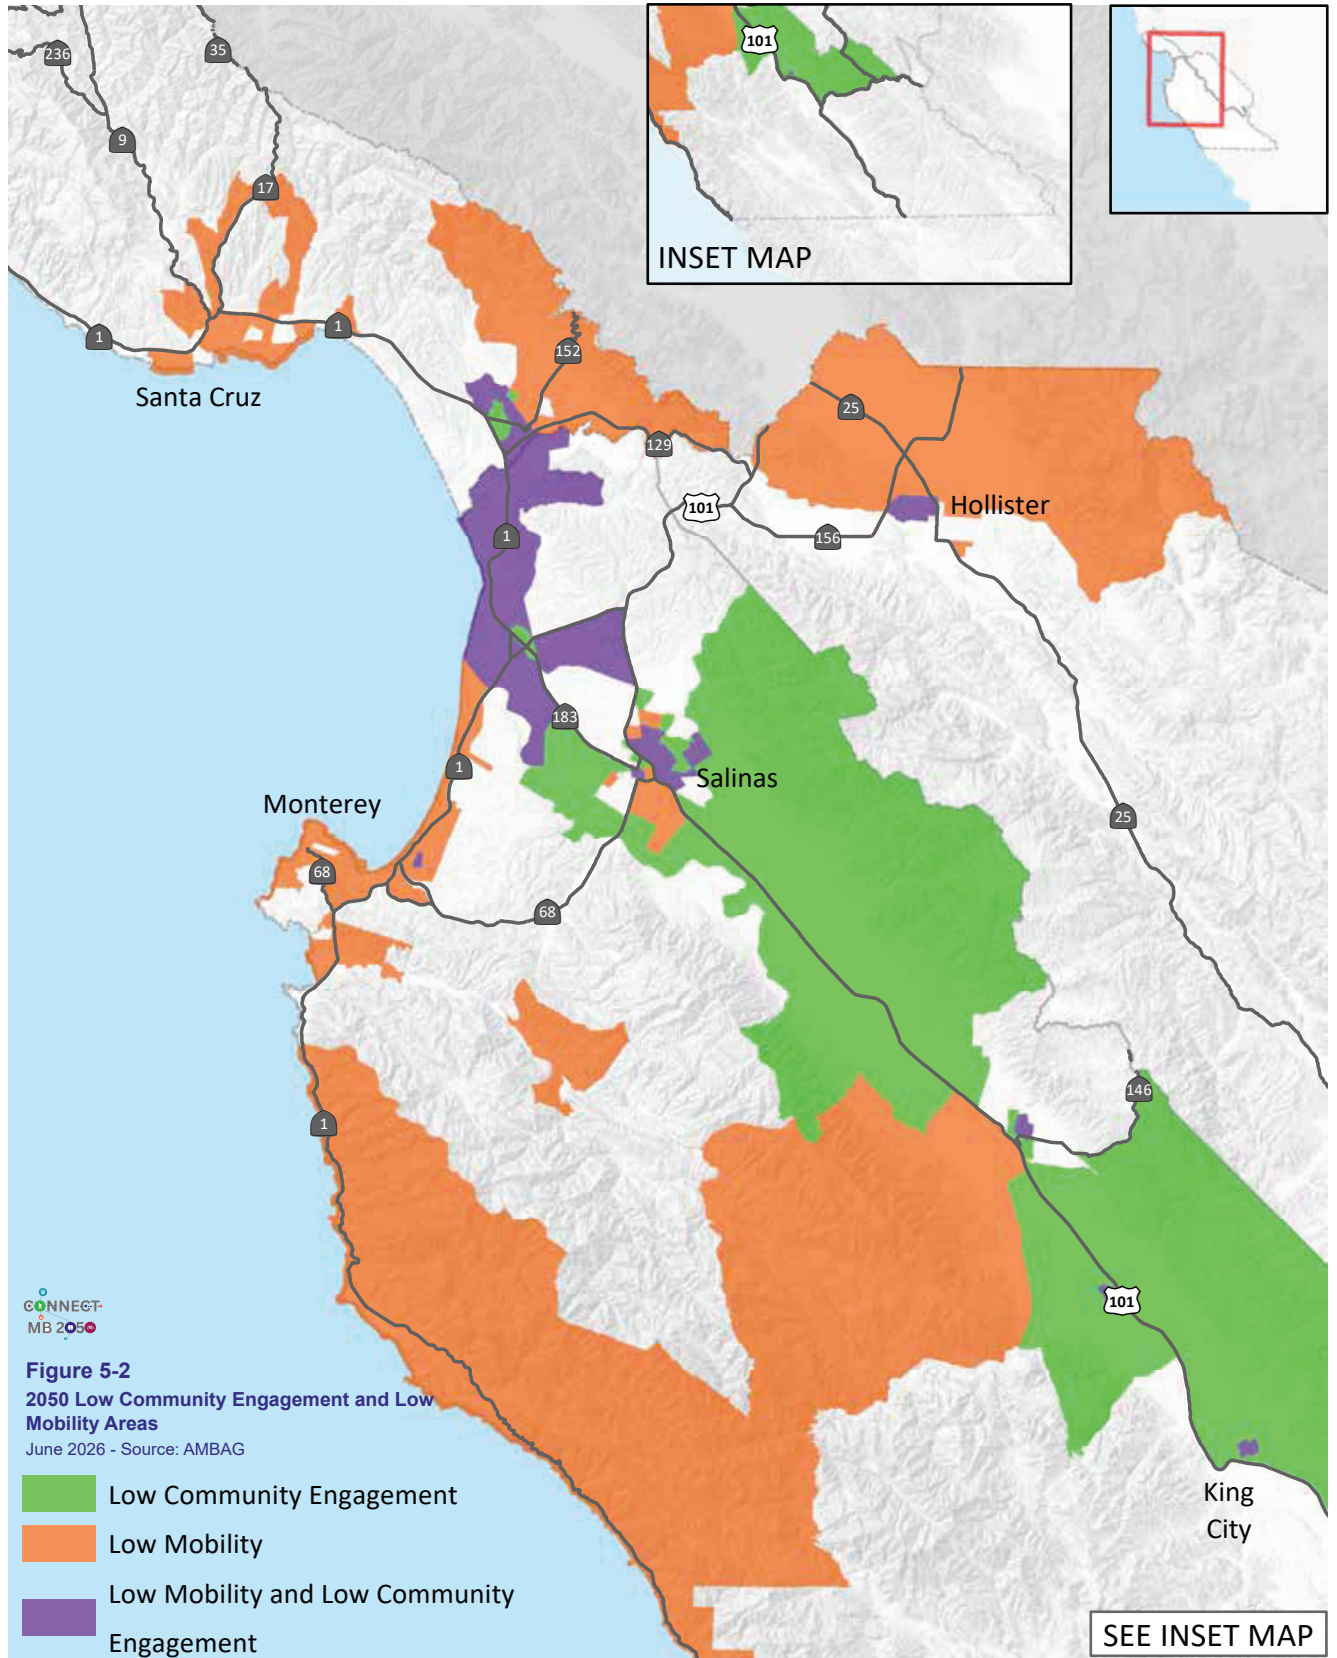 236
35
9
17
1
1
1
Santa Cruz
152
129
101
INSET MAP
25
101
156
Hollister
1
183
1
Salinas
Monterey
68
68
25
146
1
101
King
City
CONNECT
MB 2050
Figure 5-2
2050 Low Community Engagement and Low
Mobility Areas
June 2026 - Source: AMBAG
Low Community Engagement
Low Mobility
Low Mobility and Low Community
Engagement
SEE INSET MAP